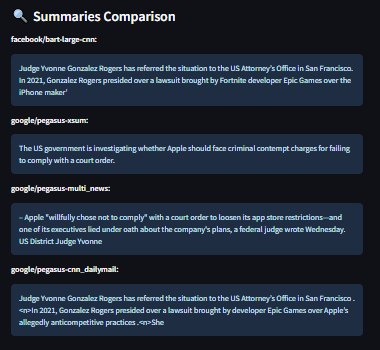 🔍 Summaries Comparison
facebook/bart-large-cnn:
Judge Yvonne Gonzalez Rogers has referred the situation to the US Attorney's Office in San Francisco.
In 2021, Gonzalez Rogers presided over a lawsuit brought by Fortnite developer Epic Games over the
iPhone maker'
google/pegasus-xsum:
The US government is investigating whether Apple should face criminal contempt charges for failing
to comply with a court order.
google/pegasus-multi_news:
– Apple "willfully chose not to comply" with a court order to loosen its app store restrictions—and
one of its executives lied under oath about the company's plans, a federal judge wrote Wednesday.
US District Judge Yvonne
google/pegasus-cnn_dailymail:
Judge Yvonne Gonzalez Rogers has referred the situation to the US Attorney's Office in San Francisco .
<n>In 2021, Gonzalez Rogers presided over a lawsuit brought by developer Epic Games over Apple's
allegedly anticompetitive practices .<n>She